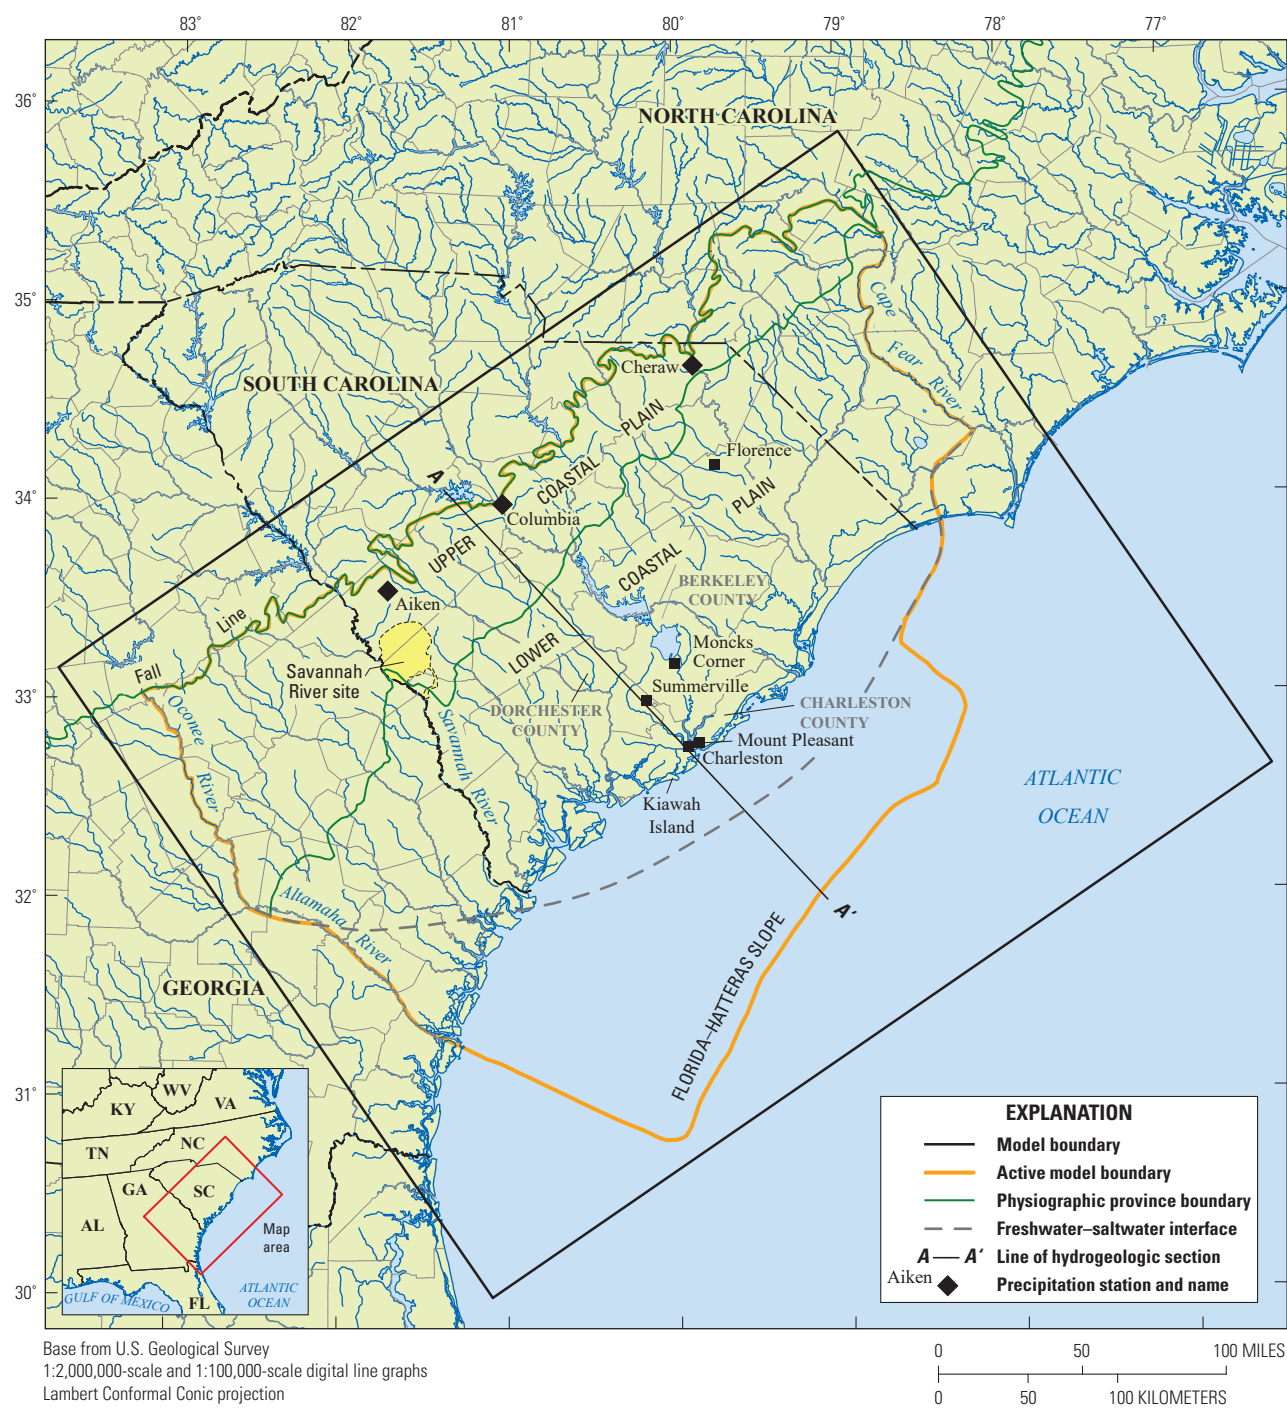 83°
82°
81°
80°
79°
78°
77°
36°
35°
34°
33°
32°
31°
30°
NORTH CAROLINA
SOUTH CAROLINA
GEORGIA
Cape
Fear
River
Cheraw
PLAIN
COASTAL
UPPER
Florence
PLAIN
COASTAL
LOWER
A
Columbia
Aiken
BERKELEY
COUNTY
Moncks
Corner
Summerville
Line
Fall
Savannah
River site
DORCHESTER
COUNTY
CHARLESTON
COUNTY
Mount Pleasant
Charleston
Kiawah
Island
Oconee
River
Savannah
River
Altamaha
River
ATLANTIC
OCEAN
A'
FLORIDA–HATTERAS SLOPE
KY
WV
VA
TN
NC
GA
SC
AL
Map
area
FL
GULF OF MEXICO
ATLANTIC
OCEAN
EXPLANATION
Model boundary
Active model boundary
Physiographic province boundary
Freshwater–saltwater interface
A — A' Line of hydrogeologic section
Aiken Precipitation station and name
Base from U.S. Geological Survey
1:2,000,000-scale and 1:100,000-scale digital line graphs
Lambert Conformal Conic projection
0 50 100 MILES
0 50 100 KILOMETERS